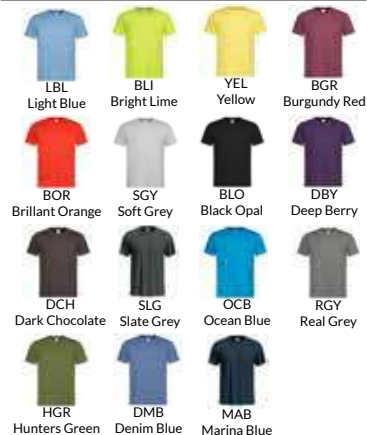 LBL BLI YEL BGR
Light Blue Bright Lime Yellow Burgundy Red
BOR SGY BLO DBY
Brillant Orange Soft Grey Black Opal Deep Berry
DCH SLG OCB RGY
Dark Chocolate Slate Grey Ocean Blue Real Grey
HGR DMB MAB
Hunters Green Denim Blue Marina Blue